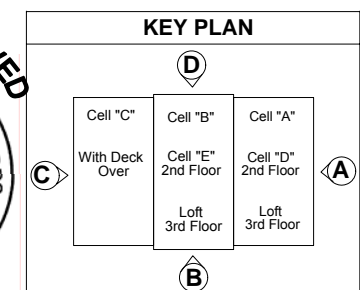 KEY PLAN
D
Cell "C"
With Deck
Over
Cell "B"
Cell "E"
2nd Floor
Loft
3rd Floor
Cell "A"
Cell "D"
2nd Floor
Loft
3rd Floor
C
A
B